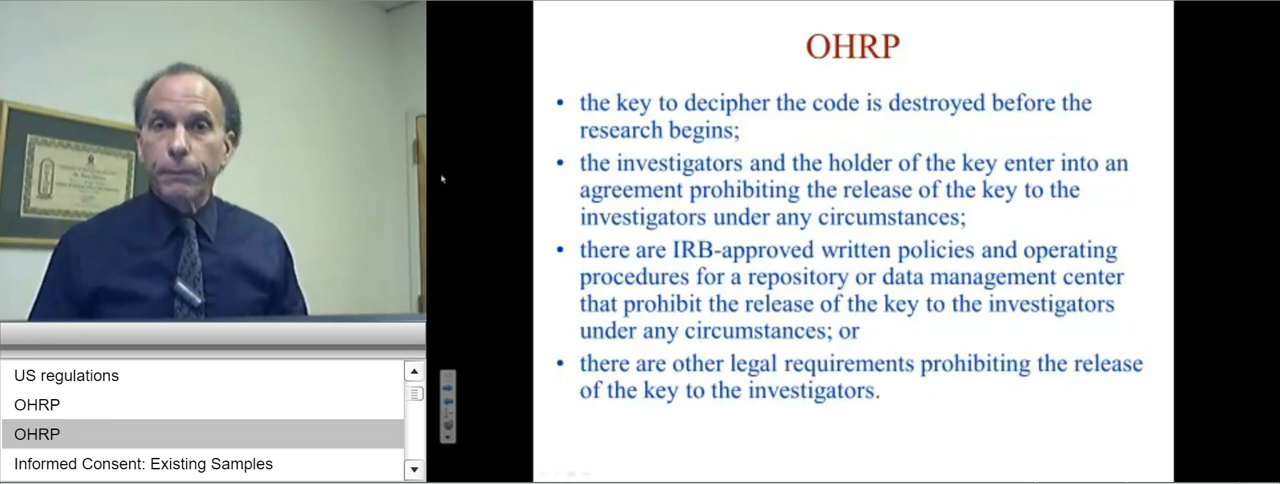 OHRP
• the key to decipher the code is destroyed before the
research begins;
• the investigators and the holder of the key enter into an
agreement prohibiting the release of the key to the
investigators under any circumstances;
• there are IRB-approved written policies and operating
procedures for a repository or data management center
that prohibit the release of the key to the investigators
under any circumstances; or
• there are other legal requirements prohibiting the release
of the key to the investigators.
US regulations
OHRP
OHRP
Informed Consent: Existing Samples